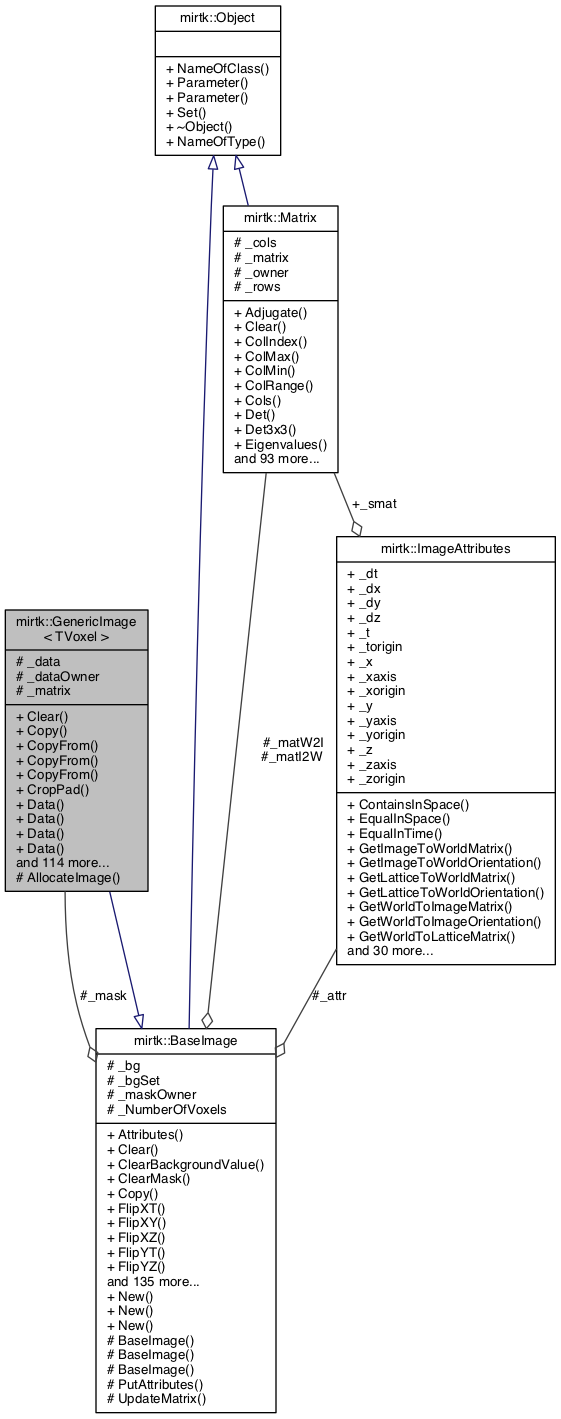 mirtk::Object
+ NameOfClass()
+ Parameter()
+ Parameter()
+ Set()
+ ~Object()
+ NameOfType()
mirtk::Matrix
# _cols
# _matrix
# _owner
# _rows
+ Adjugate()
+ Clear()
+ ColIndex()
+ ColMax()
+ ColMin()
+ ColRange()
+ Cols()
+ Det()
+ Det3x3()
+ Eigenvalues()
and 93 more...
+_smat
mirtk::ImageAttributes
+ _dt
+ _dx
+ _dy
+ _dz
+ _t
+ _torigin
+ _x
+ _xaxis
+ _xorigin
+ _y
+ _yaxis
+ _yorigin
+ _z
+ _zaxis
+ _zorigin
+ ContainsInSpace()
+ EqualInSpace()
+ EqualInTime()
+ GetImageToWorldMatrix()
+ GetImageToWorldOrientation()
+ GetLatticeToWorldMatrix()
+ GetLatticeToWorldOrientation()
+ GetWorldToImageMatrix()
+ GetWorldToImageOrientation()
+ GetWorldToLatticeMatrix()
and 30 more...
mirtk::GenericImage
< TVoxel >
# _data
# _dataOwner
# _matrix
+ Clear()
+ Copy()
+ CopyFrom()
+ CopyFrom()
+ CopyFrom()
+ CropPad()
+ Data()
+ Data()
+ Data()
+ Data()
and 114 more...
# AllocateImage()
#_matW2I
#_matI2W
#_mask
#_attr
mirtk::BaseImage
# _bg
# _bgSet
# _maskOwner
# _NumberOfVoxels
+ Attributes()
+ Clear()
+ ClearBackgroundValue()
+ ClearMask()
+ Copy()
+ FlipXT()
+ FlipXY()
+ FlipXZ()
+ FlipYT()
+ FlipYZ()
and 135 more...
+ New()
+ New()
+ New()
# BaseImage()
# BaseImage()
# BaseImage()
# PutAttributes()
# UpdateMatrix()